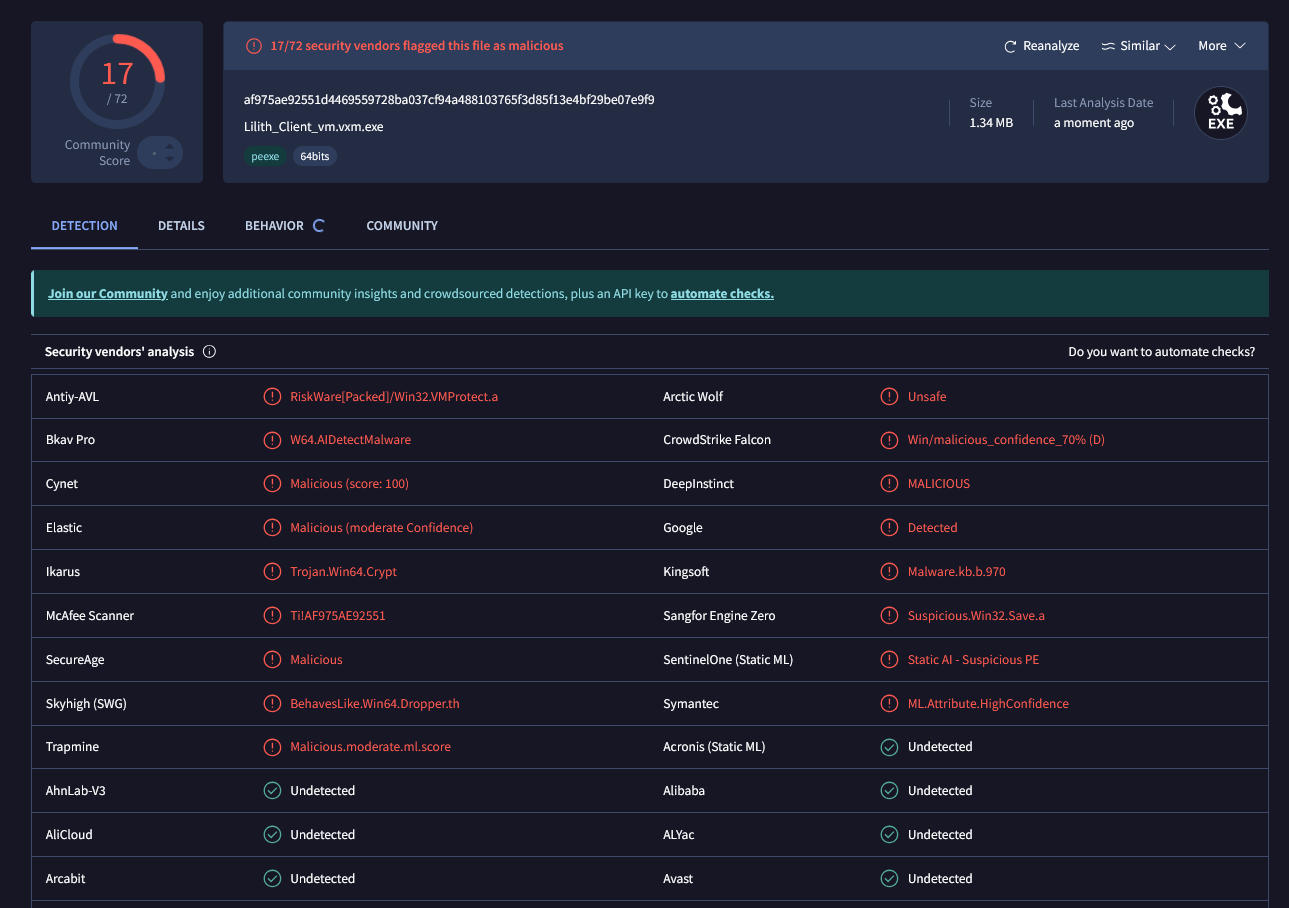 17
/ 72
Community
Score
17/72 security vendors flagged this file as malicious
Reanalyze
Similar
More
af975ae92551d4469559728ba037cf94a488103765f3d85f13e4bf29be07e9f9
Lilith_Client_vm.vxm.exe
peexe
64bits
Size
1.34 MB
Last Analysis Date
a moment ago
EXE
DETECTION
DETAILS
BEHAVIOR
COMMUNITY
Join our Community and enjoy additional community insights and crowdsourced detections, plus an API key to automate checks.
Security vendors' analysis
Do you want to automate checks?
Antiy-AVL RiskWare[Packed]/Win32.VMProtect.a Arctic Wolf Unsafe
Bkav Pro W64.AIDetectMalware CrowdStrike Falcon Win/malicious_confidence_70% (D)
Cynet Malicious (score: 100) DeepInstinct MALICIOUS
Elastic Malicious (moderate Confidence) Google Detected
Ikarus Trojan.Win64.Crypt Kingsoft Malware.kb.b.970
McAfee Scanner Ti!AF975AE92551 Sangfor Engine Zero Suspicious.Win32.Save.a
SecureAge Malicious SentinelOne (Static ML) Static AI - Suspicious PE
Skyhigh (SWG) BehavesLike.Win64.Dropper.th Symantec ML.Attribute.HighConfidence
Trapmine Malicious.moderate.ml.score Acronis (Static ML) Undetected
AhnLab-V3 Undetected Alibaba Undetected
AliCloud Undetected ALYac Undetected
Arcabit Undetected Avast Undetected